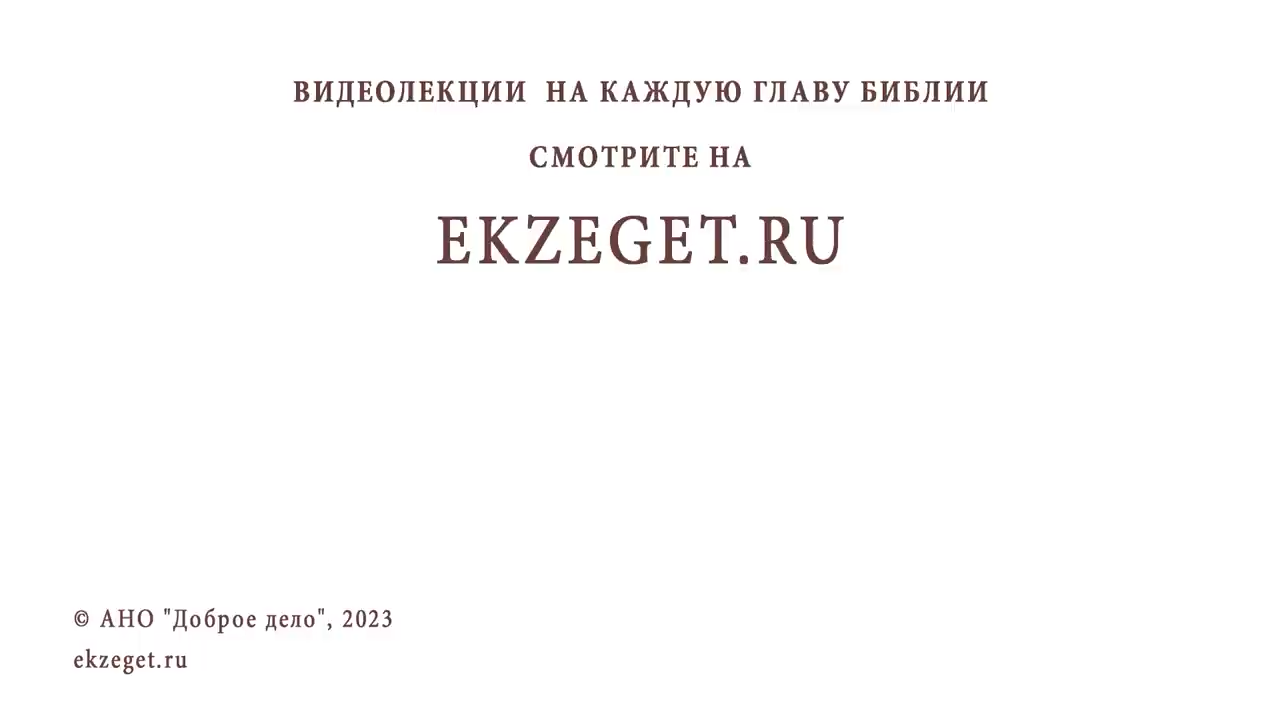 ВИДЕОЛЕКЦИИ НА КАЖДУЮ ГЛАВУ БИБЛИИ
СМОТРИТЕ НА
EKZEGET.RU
© АНО "Доброе дело", 2023
ekzeget.ru